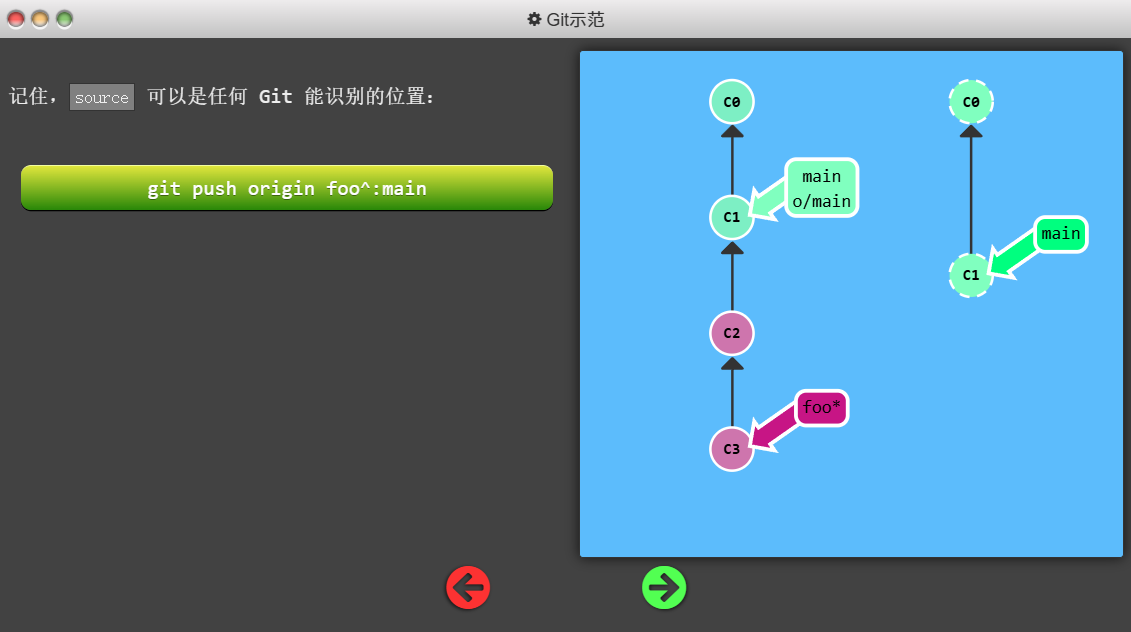 Git示范
记住，source 可以是任何 Git 能识别的位置：
git push origin foo^:main
C0
main
o/main
C1
C2
foo*
C3
C0
main
C1